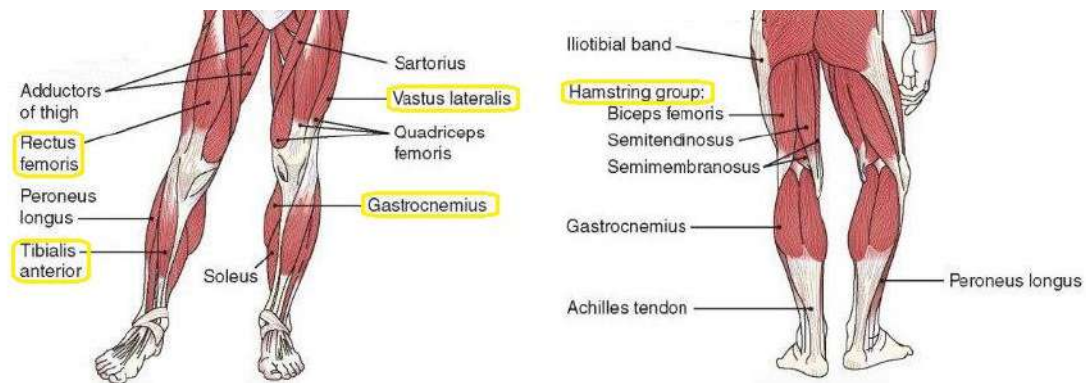 Adductors
of thigh
Rectus
femoris
Peroneus
longus
Tibialis
anterior
Sartorius
Vastus lateralis
Quadriceps
femoris
Gastrocnemius
Soleus
Iliotibial band
Hamstring group:
Biceps femoris
Semitendinosus
Semimembranosus
Gastrocnemius
Achilles tendon
Peroneus longus